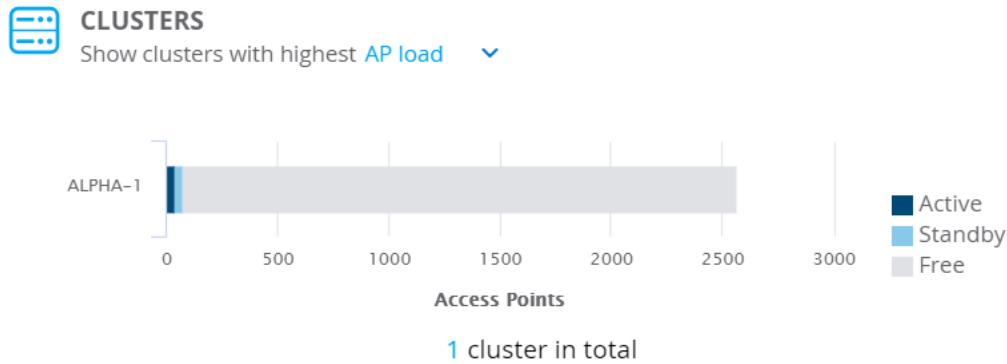 CLUSTERS
Show clusters with highest AP load
ALPHA-1
Active
Standby
Free
0 500 1000 1500 2000 2500 3000
Access Points
1 cluster in total